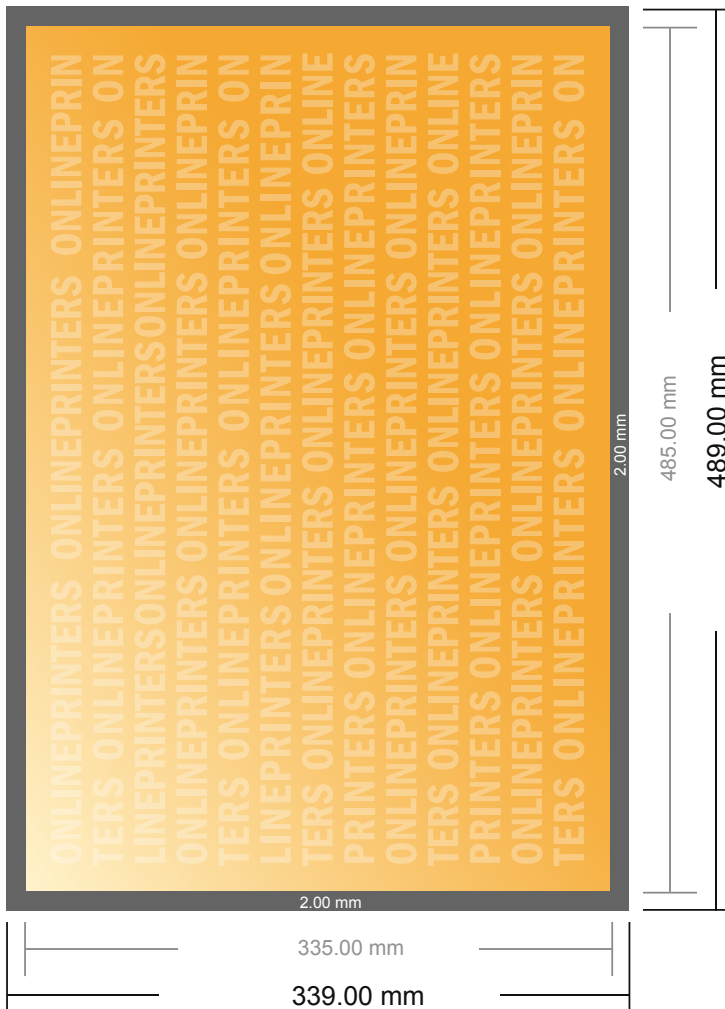 ONLINEPRINTERS ONLINEPRINTERS ONLINEPRIN
TERS ONLINEPRINTERS ONLINEPRINTERS ON
LINEPRINTERSONLINEPRINTERSONLINEPRINTERS
ONLINEPRINTERS ONLINEPRINTERS ONLINEPRIN
TERS ONLINEPRINTERS ONLINEPRINTERS ON
LINEPRINTERS ONLINEPRINTERS ONLINEPRIN
TERS ONLINEPRINTERS ONLINEPRINTERS ONLINE
PRINTERS ONLINEPRINTERS ONLINEPRINTERS
ONLINEPRINTERS ONLINEPRINTERS ONLINEPRIN
TERS ONLINEPRINTERS ONLINEPRINTERS ONLINE
PRINTERS ONLINEPRINTERS ONLINEPRINTERS
ONLINEPRINTERS ONLINEPRINTERS ONLINEPRIN
TERS ONLINEPRINTERS ONLINEPRINTERS ON
2.00 mm
485.00 mm
489.00 mm
2.00 mm
335.00 mm
339.00 mm